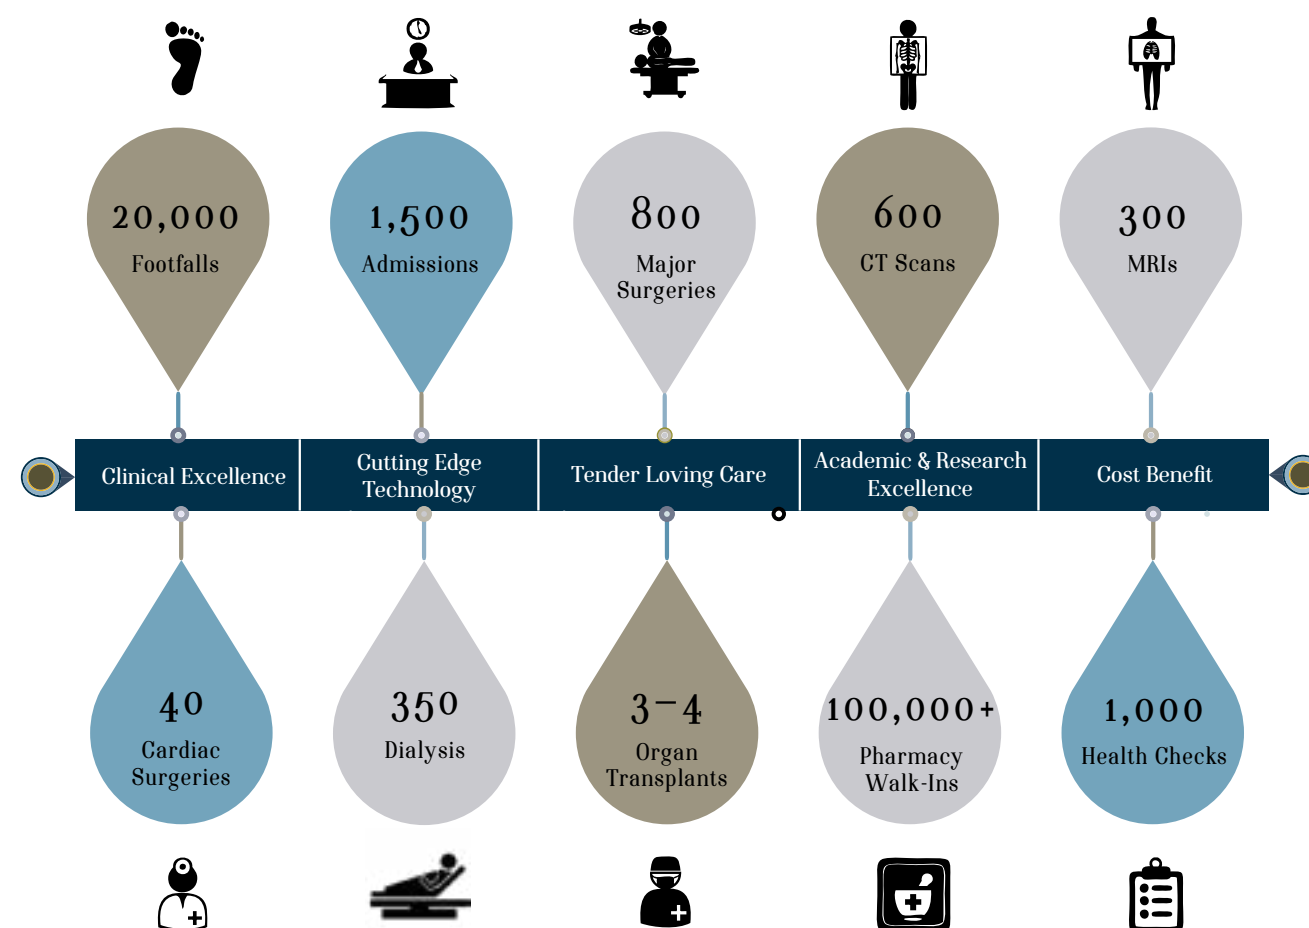 20,000
Footfalls
1,500
Admissions
800
Major
Surgeries
600
CT Scans
300
MRIs
Clinical Excellence
Cutting Edge
Technology
Tender Loving Care
Academic & Research
Excellence
Cost Benefit
40
Cardiac
Surgeries
350
Dialysis
3-4
Organ
Transplants
100,000+
Pharmacy
Walk-Ins
1,000
Health Checks